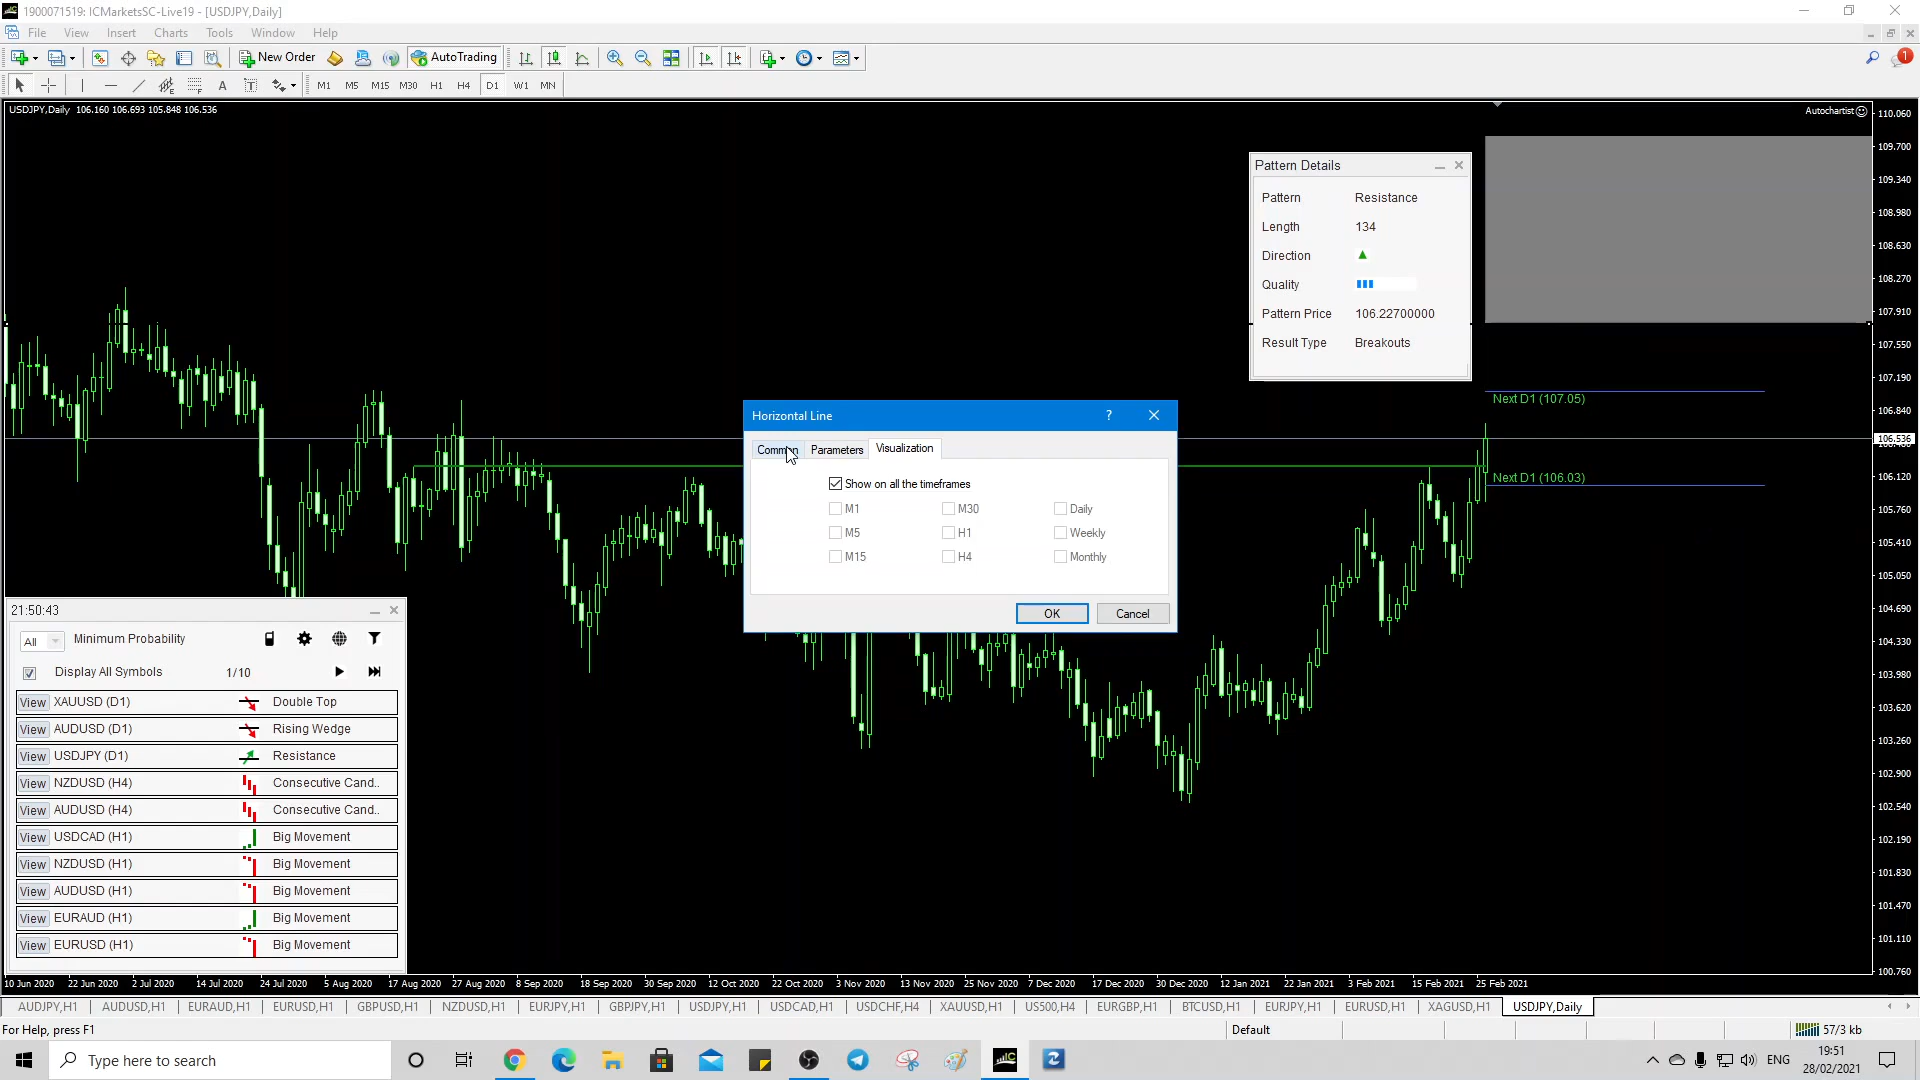 1900071519: ICMarketsSC-Live19 - [USDJPY,Daily]
File View Insert Charts Tools Window Help
New Order AutoTrading 1
A T M1 M5 M15 M30 H1 H4 D1 W1 MN
USDJPY,Daily 106.160 106.693 105.848 106.536
Autochartist
110.060
109.700
109.340
108.980
108.630
108.270
107.910
107.550
107.190
106.840
106.536
106.120
105.760
105.410
105.050
104.690
104.330
103.980
103.620
103.260
102.900
102.540
102.190
101.830
101.470
101.110
100.760
Pattern Details
Pattern Resistance
Length 134
Direction
Quality
Pattern Price 106.22700000
Result Type Breakouts
Next D1 (107.05)
Next D1 (106.03)
Horizontal Line ?
Common Parameters Visualization
Show on all the timeframes
M1 M30 Daily
M5 H1 Weekly
M15 H4 Monthly
OK Cancel
21:50:43
All Minimum Probability
Display All Symbols 1/10
View XAUUSD (D1) Double Top
View AUDUSD (D1) Rising Wedge
View USDJPY (D1) Resistance
View NZDUSD (H4) Consecutive Cand..
View AUDUSD (H4) Consecutive Cand..
View USDCAD (H1) Big Movement
View NZDUSD (H1) Big Movement
View AUDUSD (H1) Big Movement
View EURAUD (H1) Big Movement
View EURUSD (H1) Big Movement
10 Jun 2020 22 Jun 2020 2 Jul 2020 14 Jul 2020 24 Jul 2020 5 Aug 2020 17 Aug 2020 27 Aug 2020 8 Sep 2020 18 Sep 2020 30 Sep 2020 12 Oct 2020 22 Oct 2020 3 Nov 2020 13 Nov 2020 25 Nov 2020 7 Dec 2020 17 Dec 2020 30 Dec 2020 12 Jan 2021 22 Jan 2021 3 Feb 2021 15 Feb 2021 25 Feb 2021
AUDJPY,H1 AUDUSD,H1 EURAUD,H1 EURUSD,H1 GBPUSD,H1 NZDUSD,H1 EURJPY,H1 GBPJPY,H1 USDJPY,H1 USDCAD,H1 USDCHF,H4 XAUUSD,H1 US500,H4 EURGBP,H1 BTCUSD,H1 EURJPY,H1 EURUSD,H1 XAGUSD,H1 USDJPY,Daily
For Help, press F1 Default 57/3 kb
Type here to search ENG 19:51
28/02/2021